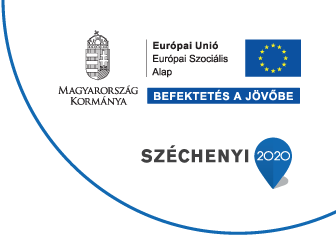 MAGYARORSZÁG
KORMÁNYA
Európai Unió
Európai Szociális
Alap
BEFEKTETÉS A JÖVŐBE
SZÉCHENYI 2020